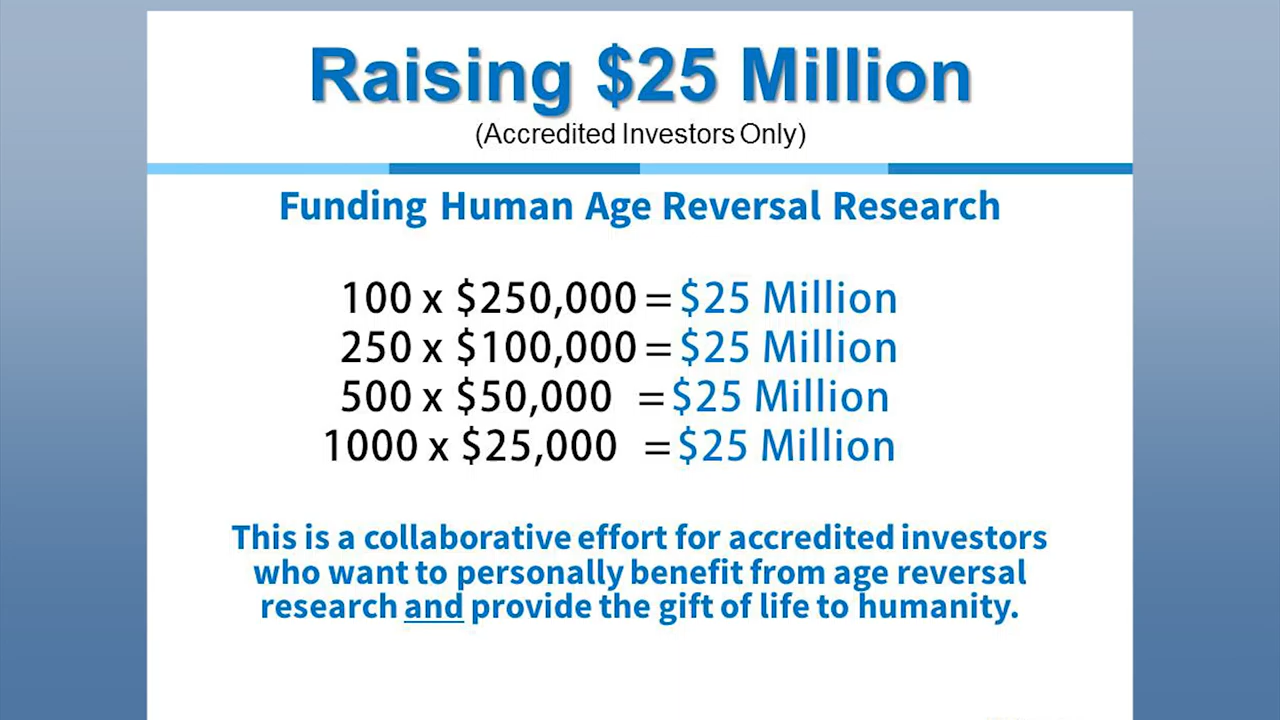 Raising $25 Million
(Accredited Investors Only)
Funding Human Age Reversal Research
100 x $250,000 = $25 Million
250 x $100,000 = $25 Million
500 x $50,000 = $25 Million
1000 x $25,000 = $25 Million
This is a collaborative effort for accredited investors
who want to personally benefit from age reversal
research and provide the gift of life to humanity.